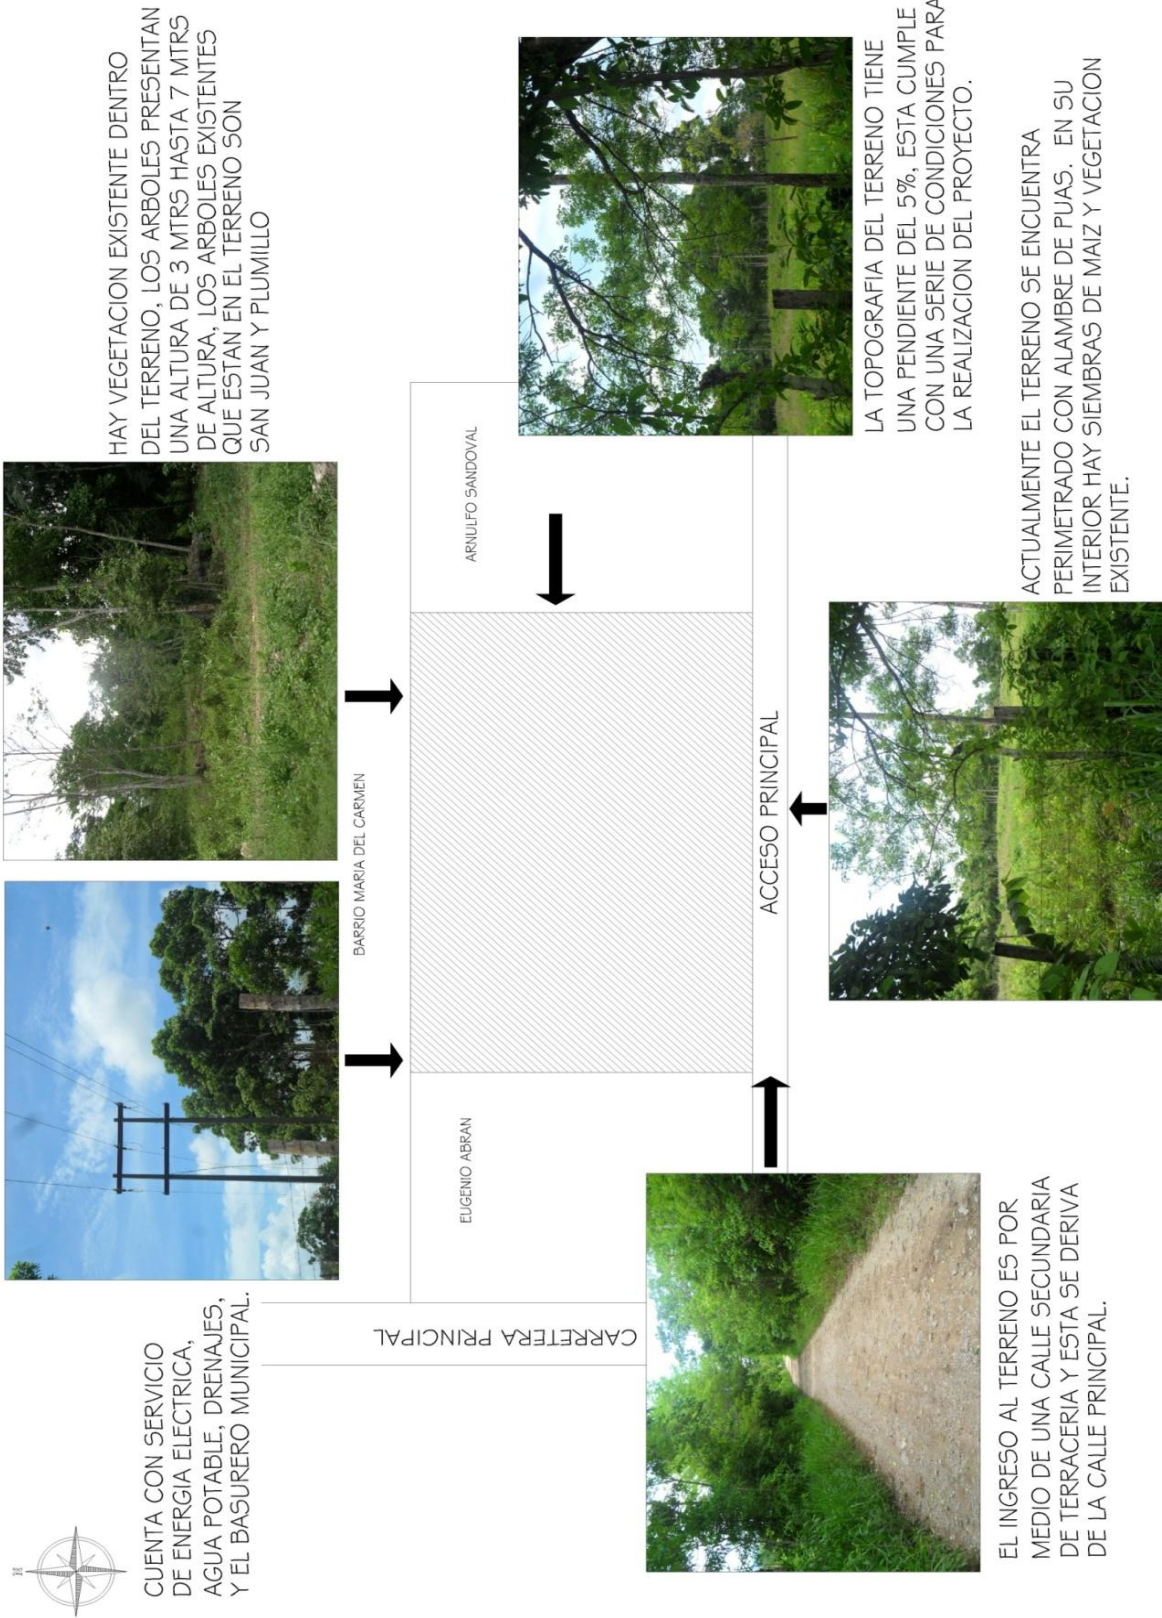 N
CUENTA CON SERVICIO
DE ENERGIA ELECTRICA,
AGUA POTABLE, DRENAJES,
Y EL BASURERO MUNICIPAL.
HAY VEGETACION EXISTENTE DENTRO
DEL TERRENO, LOS ARBOLES PRESENTAN
UNA ALTURA DE 3 MTRS HASTA 7 MTRS
DE ALTURA, LOS ARBOLES EXISTENTES
QUE ESTAN EN EL TERRENO SON
SAN JUAN Y PLUMILLO
BARRIO MARIA DEL CARMEN
CARRETERA PRINCIPAL
EUGENIO ABRAN
ARNULFO SANDOVAL
ACCESO PRINCIPAL
LA TOPOGRAFIA DEL TERRENO TIENE
UNA PENDIENTE DEL 5%, ESTA CUMPLE
CON UNA SERIE DE CONDICIONES PARA
LA REALIZACION DEL PROYECTO.
EL INGRESO AL TERRENO ES POR
MEDIO DE UNA CALLE SECUNDARIA
DE TERRACERIA Y ESTA SE DERIVA
DE LA CALLE PRINCIPAL.
ACTUALMENTE EL TERRENO SE ENCUENTRA
PERIMETRADO CON ALAMBRE DE PUAS. EN SU
INTERIOR HAY SIEMBRAS DE MAIZ Y VEGETACION
EXISTENTE.